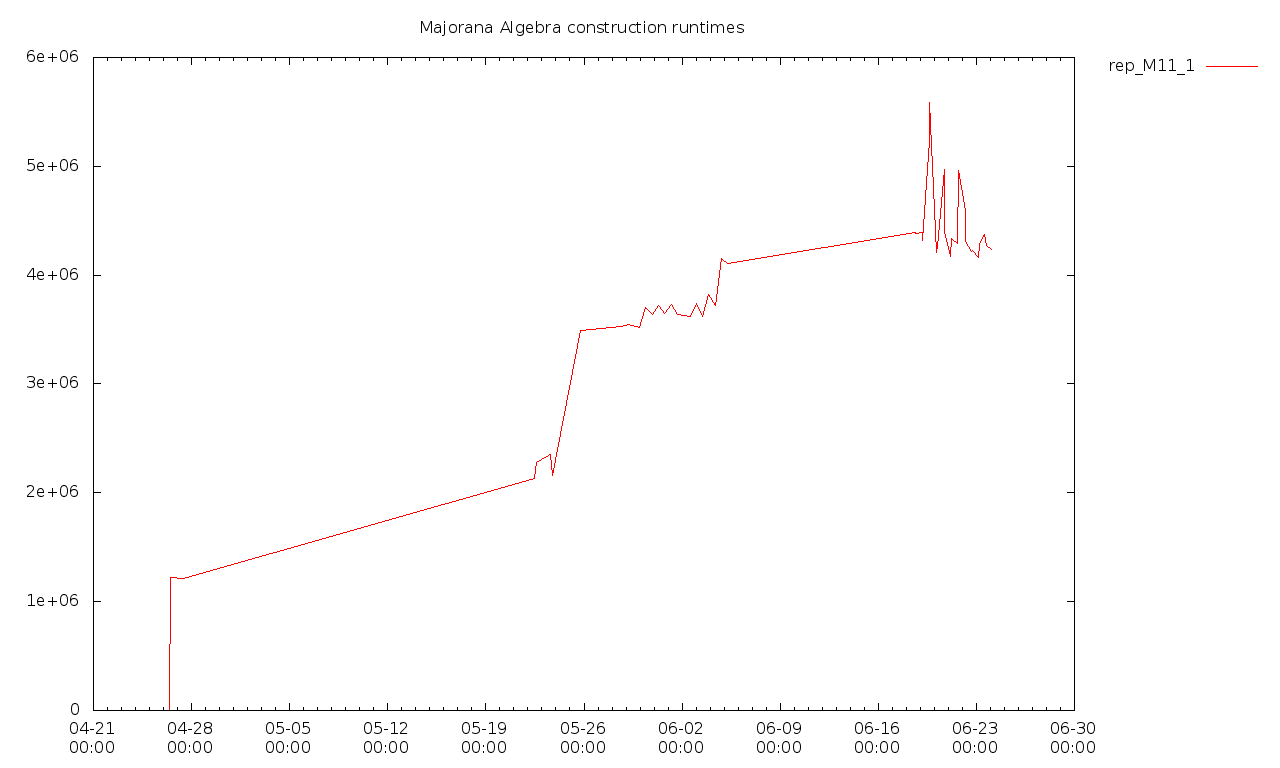 Majorana Algebra construction runtimes
rep_M11_1
6e+06
5e+06
4e+06
3e+06
2e+06
1e+06
0
04-21 04-28 05-05 05-12 05-19 05-26 06-02 06-09 06-16 06-23 06-30
00:00 00:00 00:00 00:00 00:00 00:00 00:00 00:00 00:00 00:00 00:00